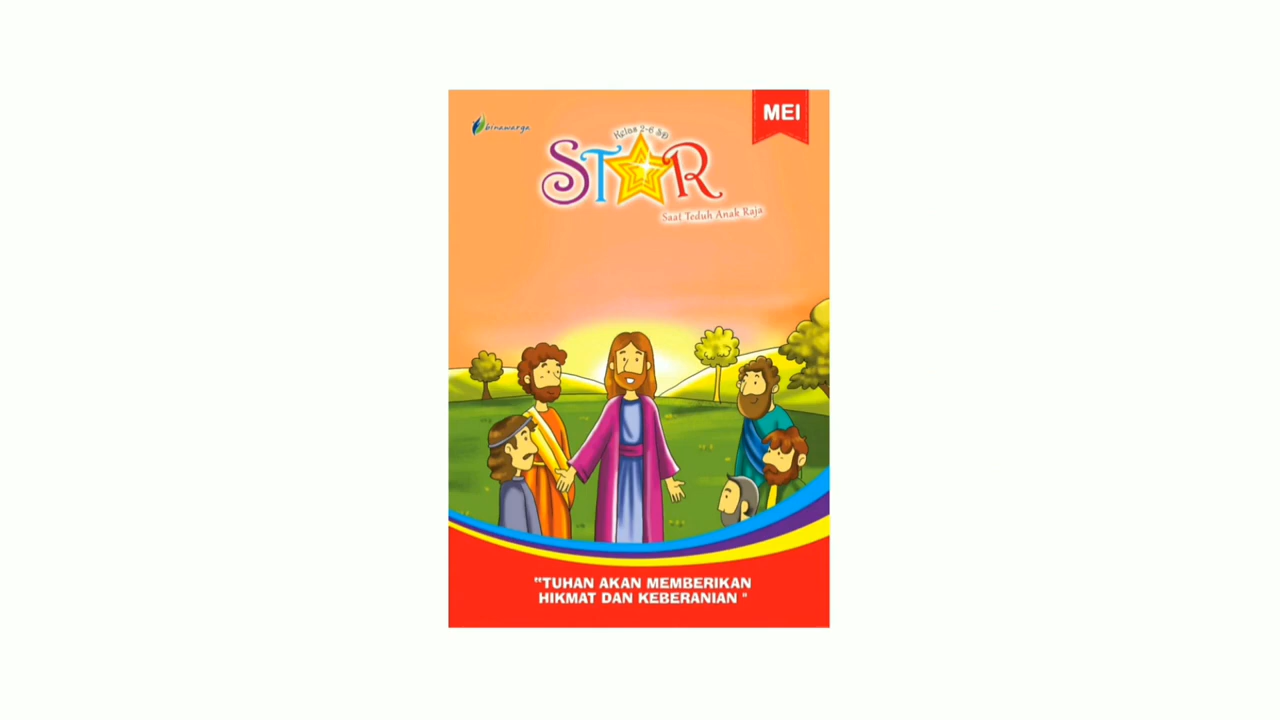 binawarga
MEI
Kelas 2-6 SD
STAR
Saat Teduh Anak Raja
"TUHAN AKAN MEMBERIKAN
HIKMAT DAN KEBERANIAN "